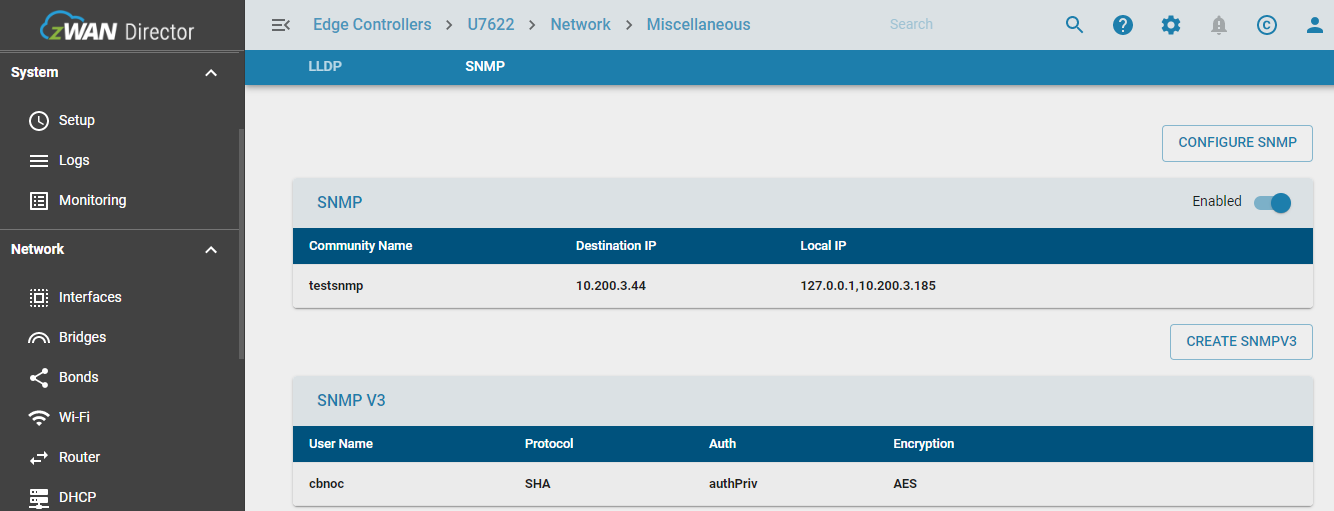 zWAN Director
Edge Controllers > U7622 > Network > Miscellaneous
Search
LLDP
SNMP
System
Setup
Logs
Monitoring
Network
Interfaces
Bridges
Bonds
Wi-Fi
Router
DHCP
CONFIGURE SNMP
SNMP
Enabled
Community Name Destination IP Local IP
testsnmp 10.200.3.44 127.0.0.1,10.200.3.185
CREATE SNMPV3
SNMP V3
User Name Protocol Auth Encryption
cbnoc SHA authPriv AES